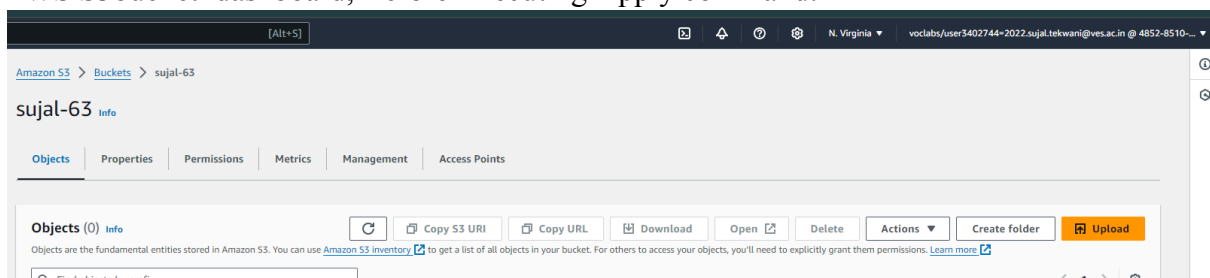 [Alt+S] N. Virginia ▼ voclabs/user3402744=2022.sujal.tekwani@ves.ac.in @ 4852-8510-... ▼
Amazon S3 > Buckets > sujal-63
sujal-63 Info
Objects Properties Permissions Metrics Management Access Points
Objects (0) Info Copy S3 URI Copy URL Download Open Delete Actions ▼ Create folder Upload
Objects are the fundamental entities stored in Amazon S3. You can use Amazon S3 inventory to get a list of all objects in your bucket. For others to access your objects, you'll need to explicitly grant them permissions. Learn more